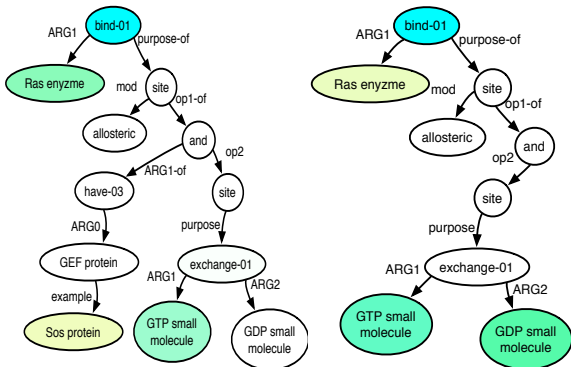 bind-01
ARG1
purpose-of
Ras enyzme
site
mod
op1-of
allosteric
and
ARG1-of
op2
have-03
site
ARG0
purpose
GEF protein
exchange-01
example
ARG1
ARG2
Sos protein
GTP small
molecule
GDP small
molecule
bind-01
ARG1
purpose-of
Ras enyzme
mod
site
op1-of
allosteric
and
op2
site
purpose
exchange-01
ARG1
ARG2
GTP small
molecule
GDP small
molecule